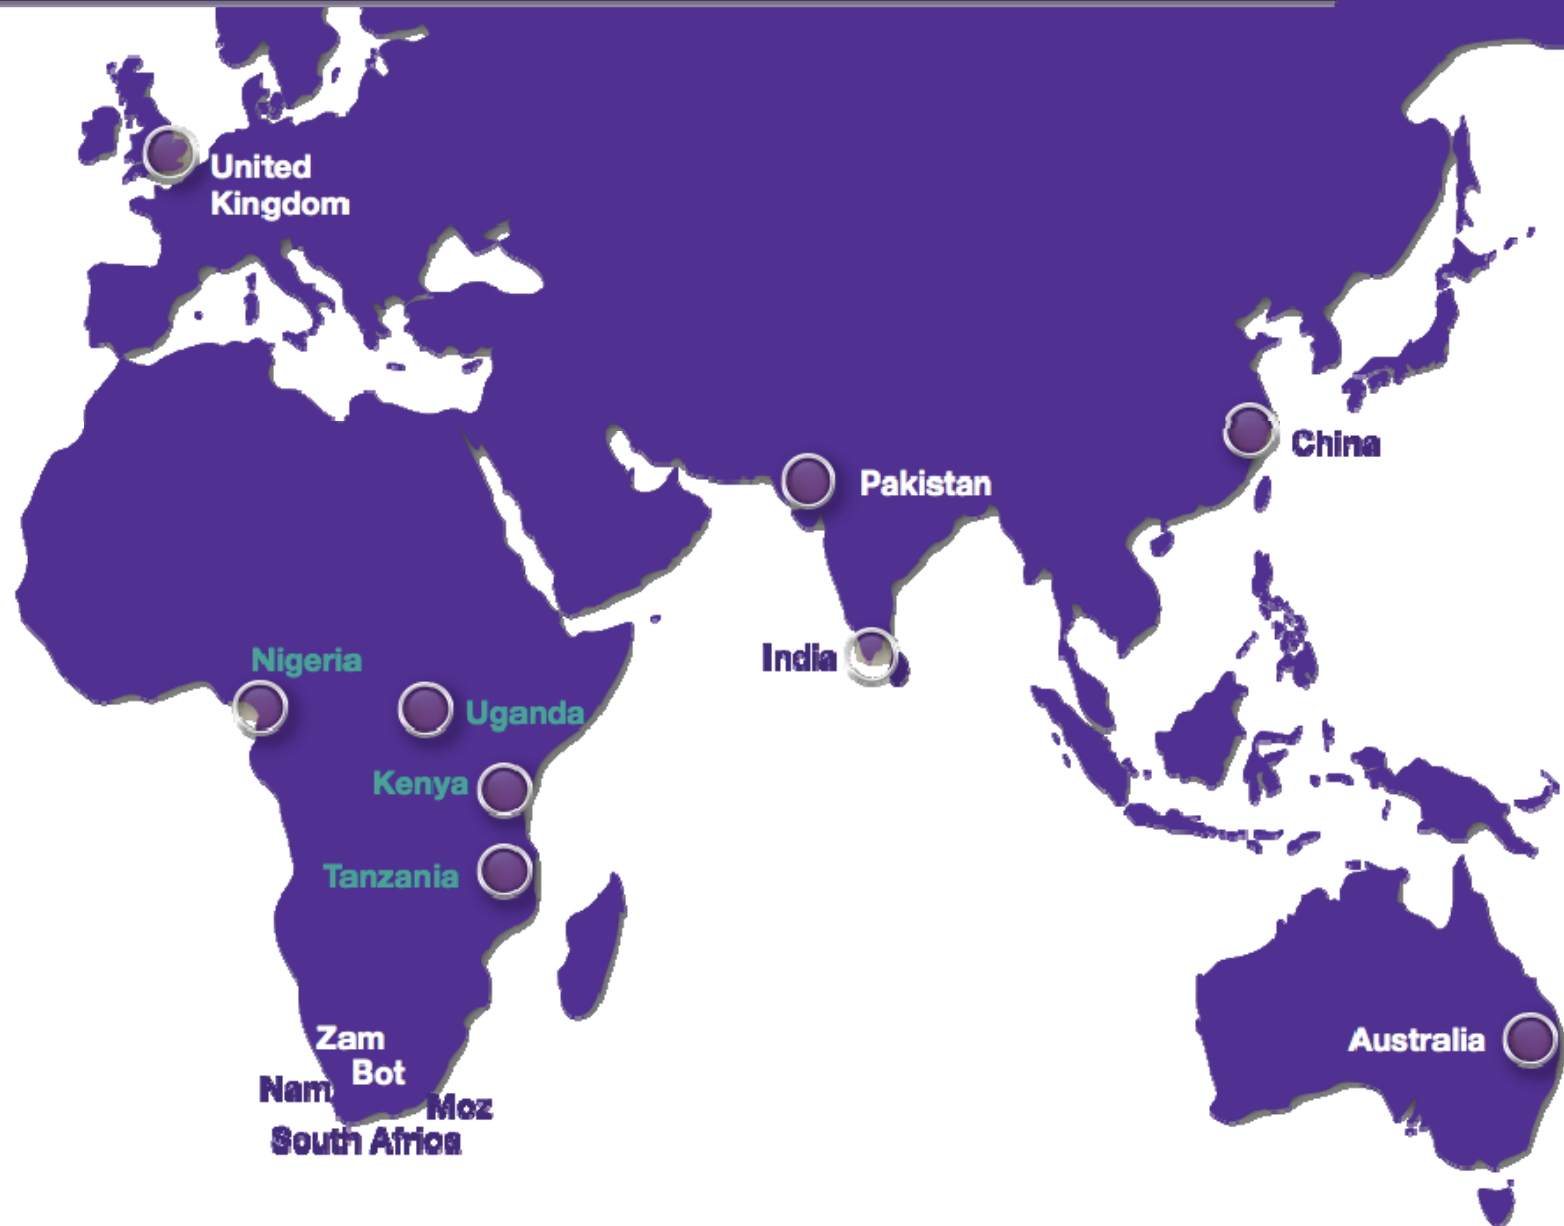 United
Kingdom
China
Pakistan
India
Nigeria
Uganda
Kenya
Tanzania
Zam
Bot
Nam
Moz
South Africa
Australia